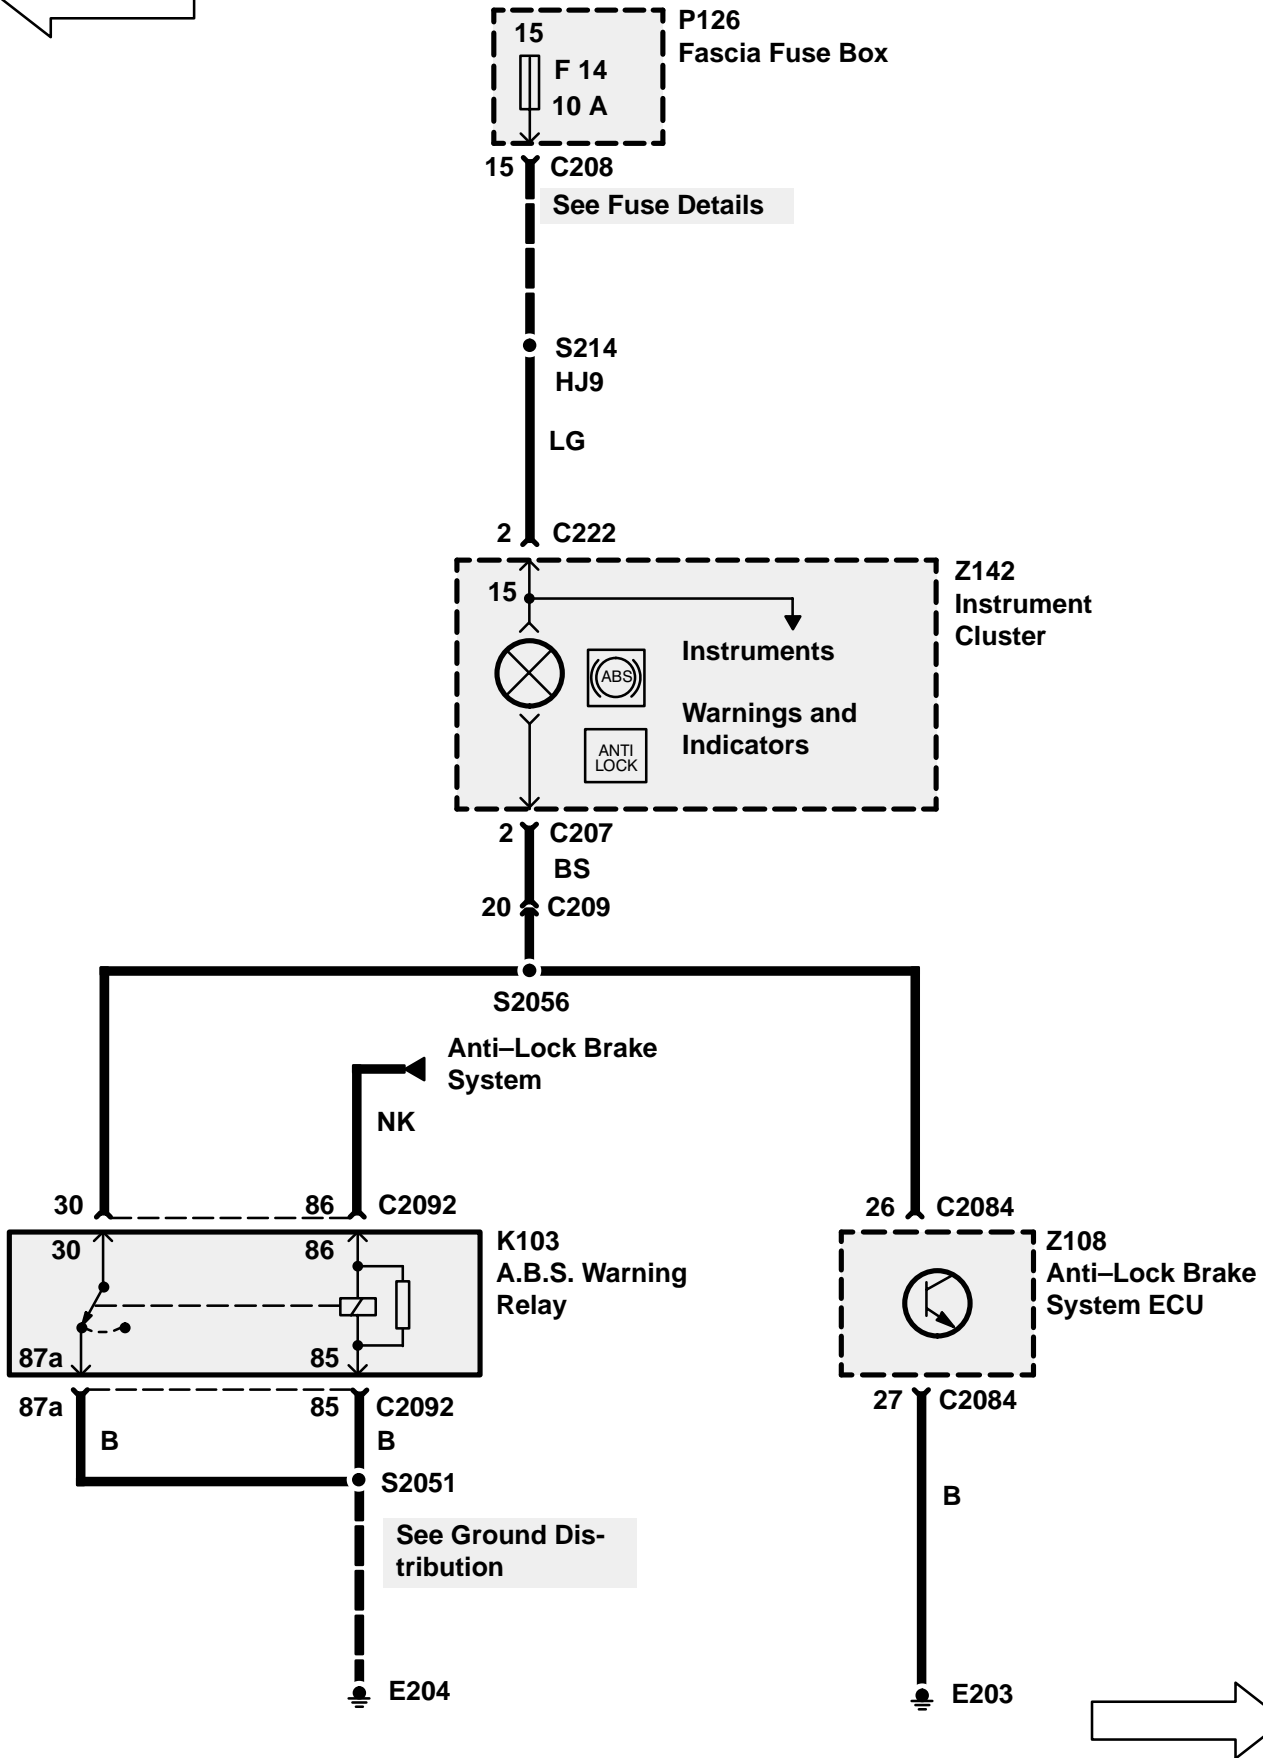 P126
Fascia Fuse Box
15
F 14
10 A
15 C208
See Fuse Details
S214
HJ9
LG
2 C222
Z142
Instrument
Cluster
15
Instruments
ABS
Warnings and
Indicators
ANTI
LOCK
2 C207
BS
20 C209
S2056
Anti–Lock Brake
System
NK
30 86 C2092
26 C2084
30 86
K103
A.B.S. Warning
Relay
Z108
Anti–Lock Brake
System ECU
87a 85
87a 85 C2092
27 C2084
B B
S2051
B
See Ground Dis-
tribution
E204
E203